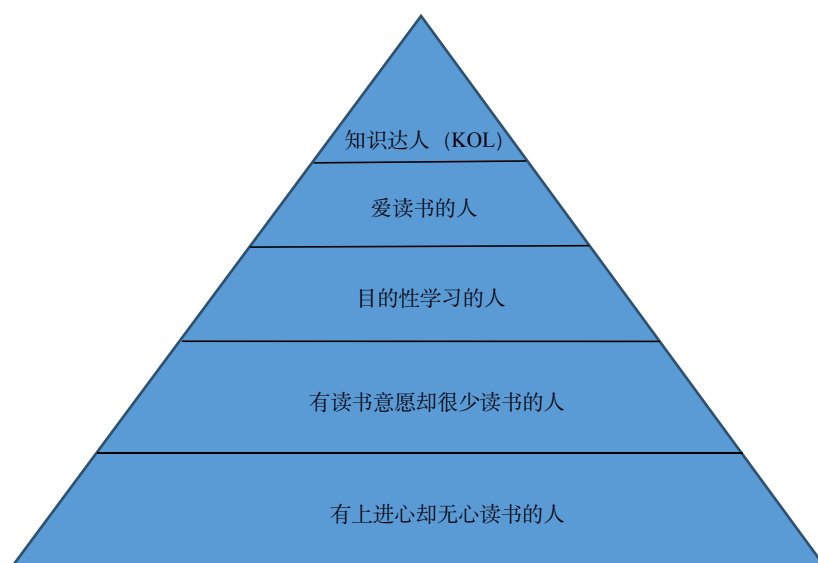 知识达人（KOL）
爱读书的人
目的性学习的人
有读书意愿却很少读书的人
有上进心却无心读书的人